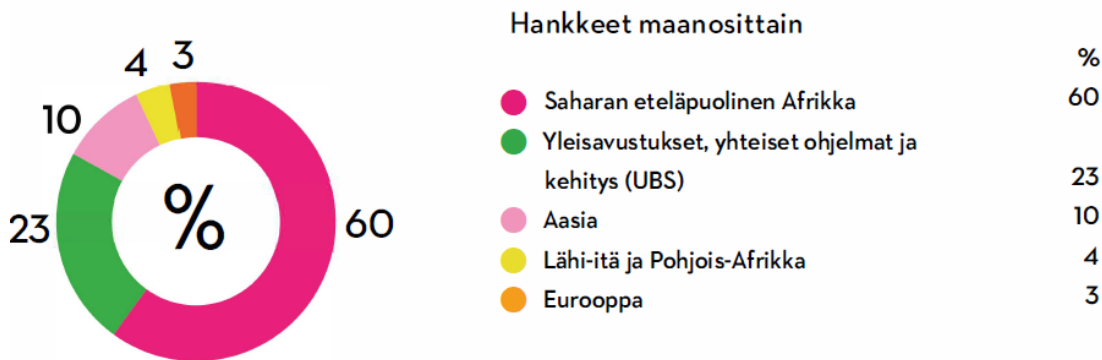 Hankkeet maanosittain
%
Saharan eteläpuolinen Afrikka 60
Yleisavustukset, yhteiset ohjelmat ja
kehitys (UBS) 23
Aasia 10
Lähi-itä ja Pohjois-Afrikka 4
Eurooppa 3
3
4
10
23
%
60